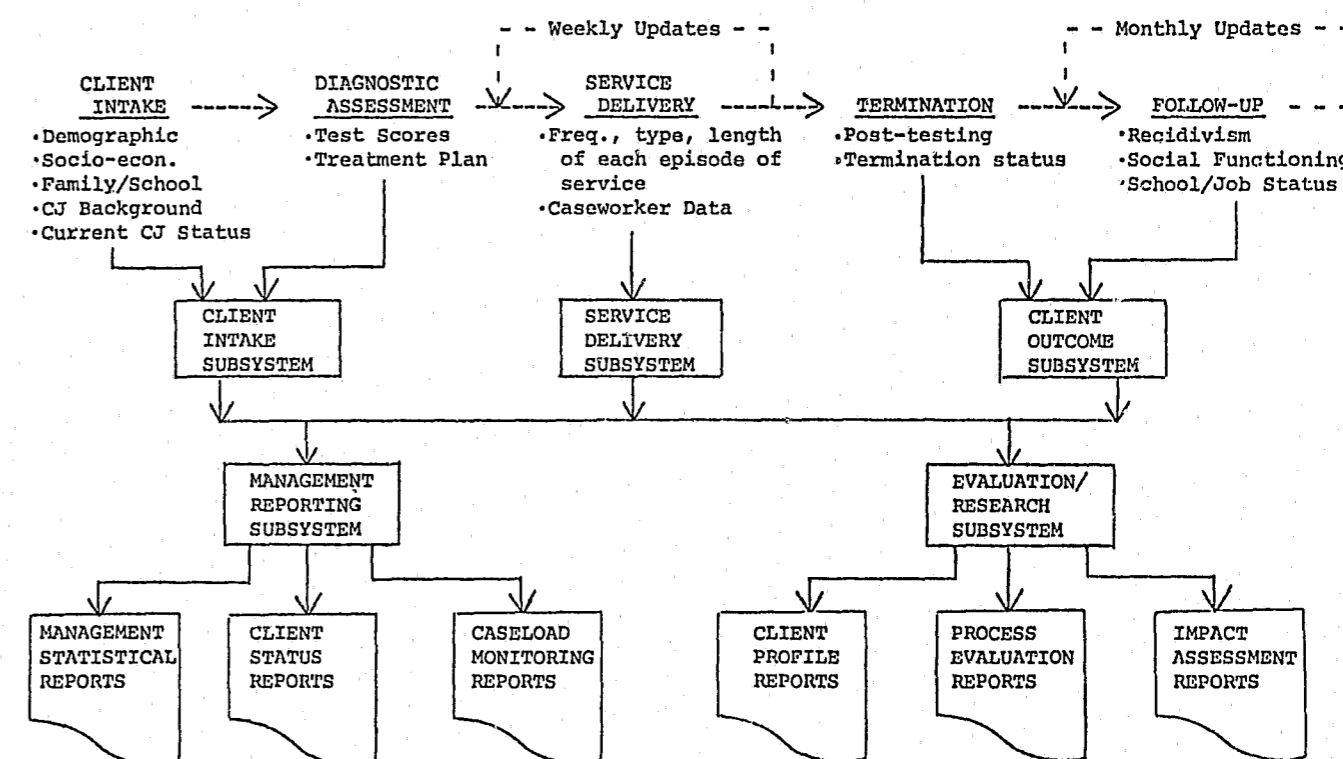 - - Weekly Updates - -
- - Monthly Updates - -
CLIENT
INTAKE
DIAGNOSTIC
ASSESSMENT
SERVICE
DELIVERY
TERMINATION
FOLLOW-UP
•Demographic
•Socio-econ.
•Family/School
•CJ Background
•Current CJ Status
•Test Scores
•Treatment Plan
•Freq., type, length
of each episode of
service
•Caseworker Data
•Post-testing
•Termination status
•Recidivism
•Social Functioning
•School/Job Status
CLIENT
INTAKE
SUBSYSTEM
SERVICE
DELIVERY
SUBSYSTEM
CLIENT
OUTCOME
SUBSYSTEM
MANAGEMENT
REPORTING
SUBSYSTEM
EVALUATION/
RESEARCH
SUBSYSTEM
MANAGEMENT
STATISTICAL
REPORTS
CLIENT
STATUS
REPORTS
CASELOAD
MONITORING
REPORTS
CLIENT
PROFILE
REPORTS
PROCESS
EVALUATION
REPORTS
IMPACT
ASSESSMENT
REPORTS